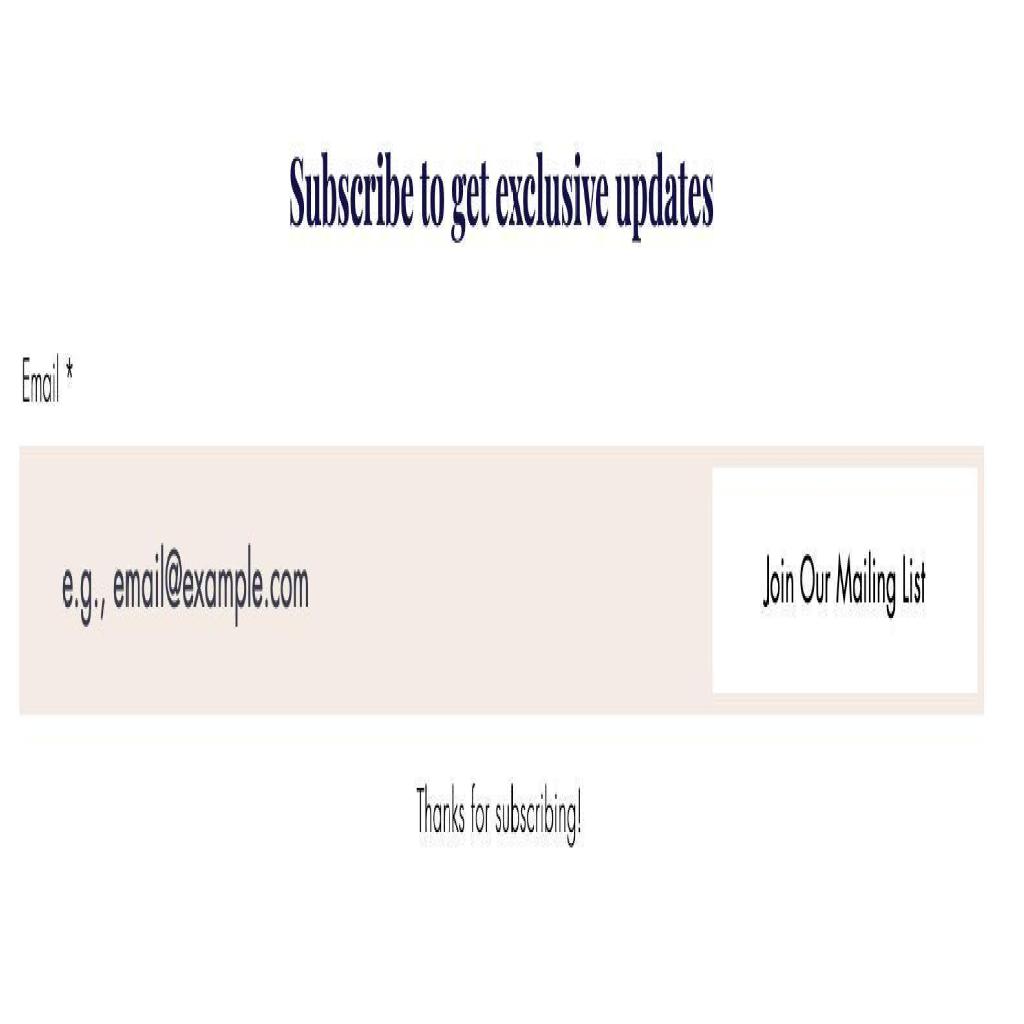 Subscribe to get exclusive updates
Email *
e.g., email@example.com
Join Our Mailing List
Thanks for subscribing!